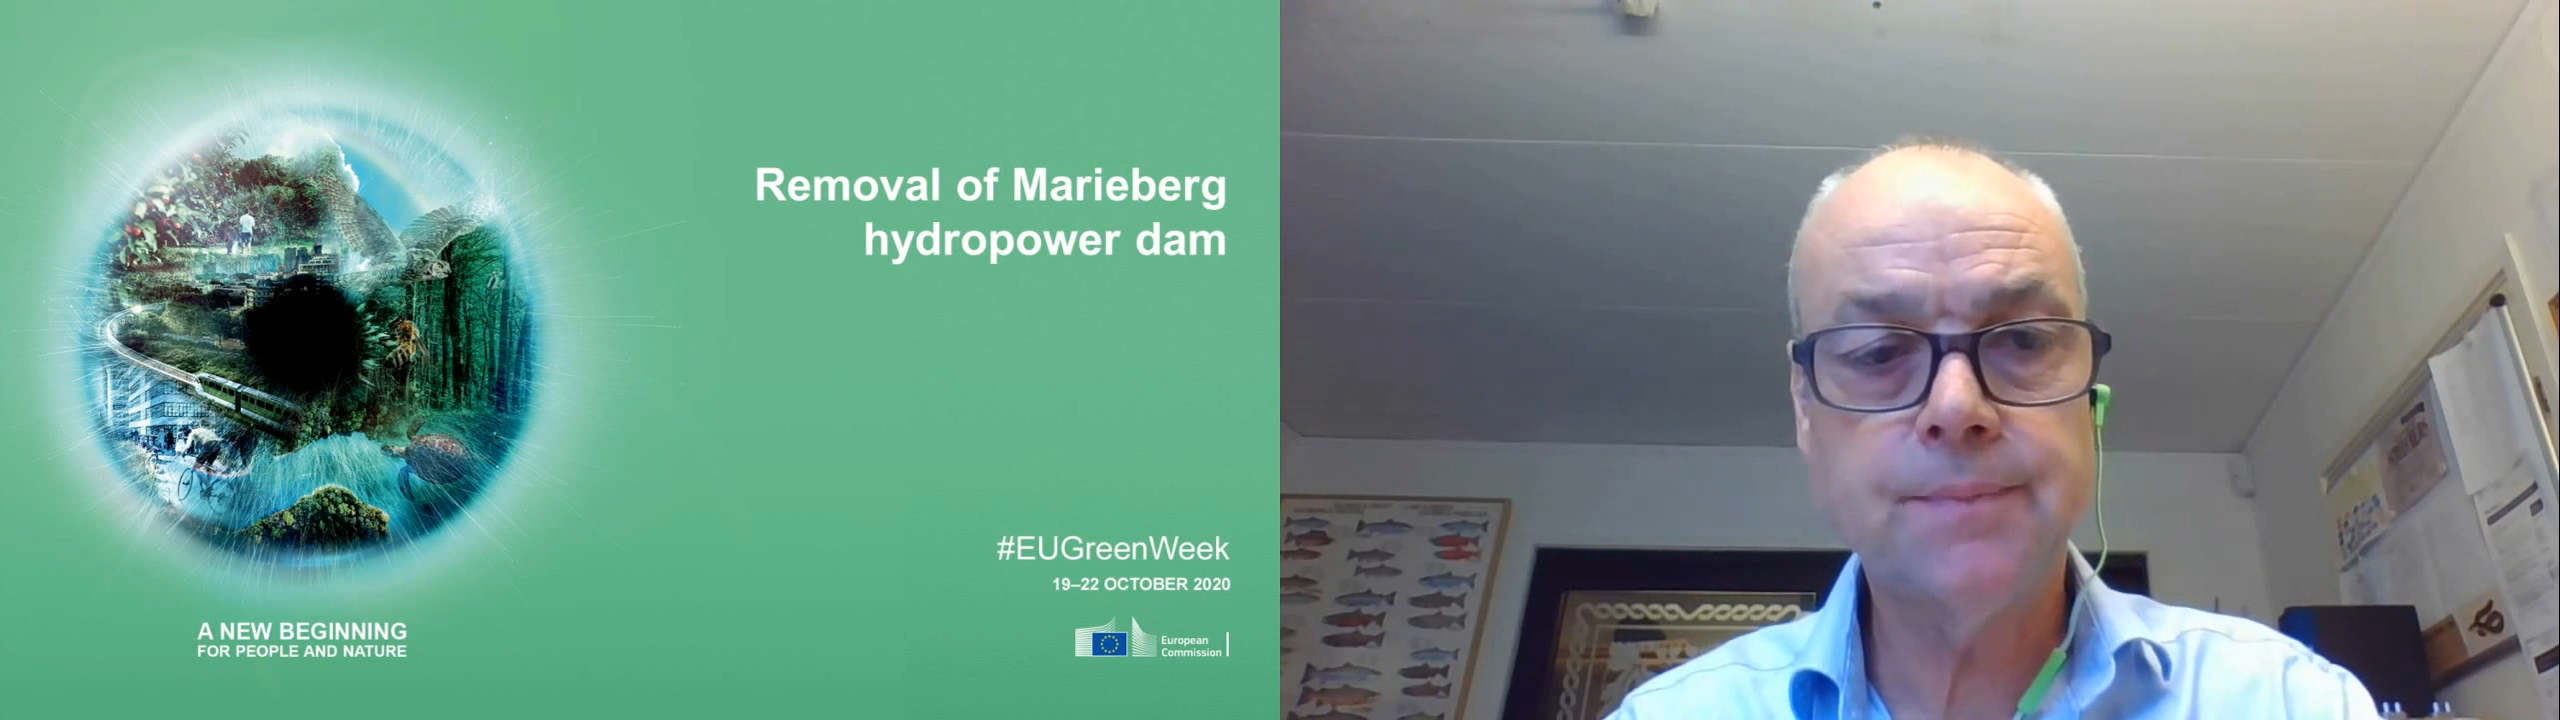 Removal of Marieberg
hydropower dam
#EUGreenWeek
19–22 OCTOBER 2020
European
Commission
A NEW BEGINNING
FOR PEOPLE AND NATURE